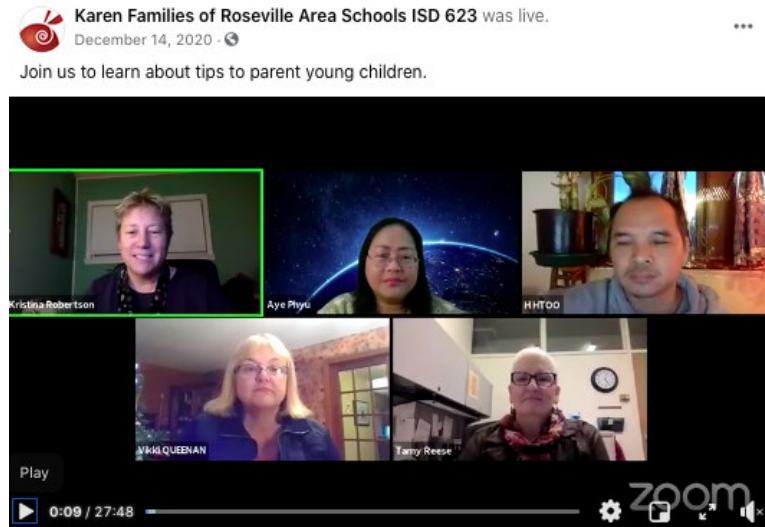 Karen Families of Roseville Area Schools ISD 623 was live.
December 14, 2020 ·
Join us to learn about tips to parent young children.
Kristina Robertson
Aye Phyu
H HTOO
Vikki QUEENAN
Tamy Reese
Play
zoom
0:09 / 27:48